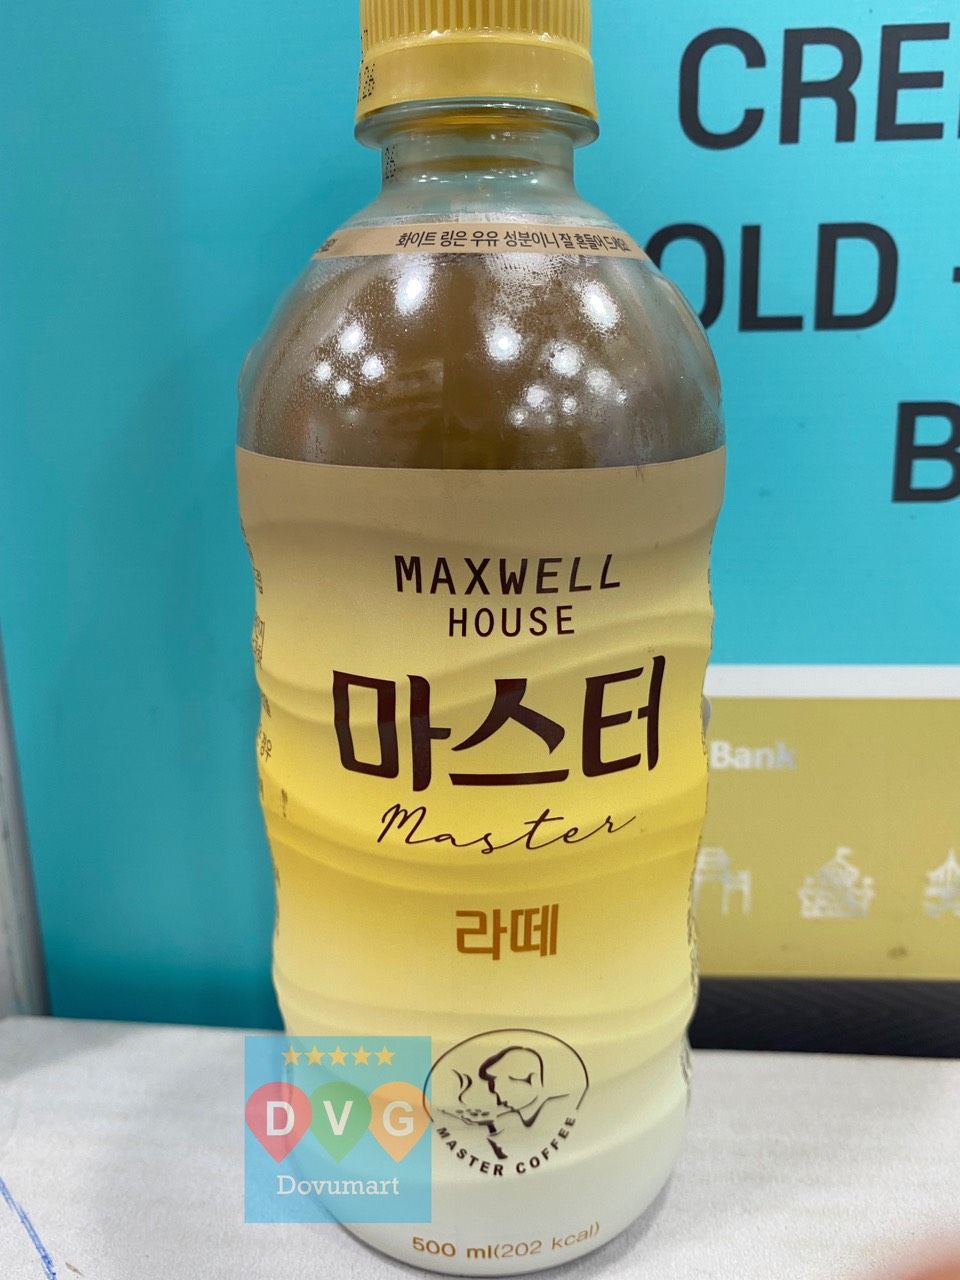 CRE
OLD
B
화이트 링은 우유 성분이니 잘 흔들어 드세요
MAXWELL
HOUSE
마스터
Master
라떼
Bank
MASTER COFFEE
500 ml(202 kcal)
DVG
Dovumart